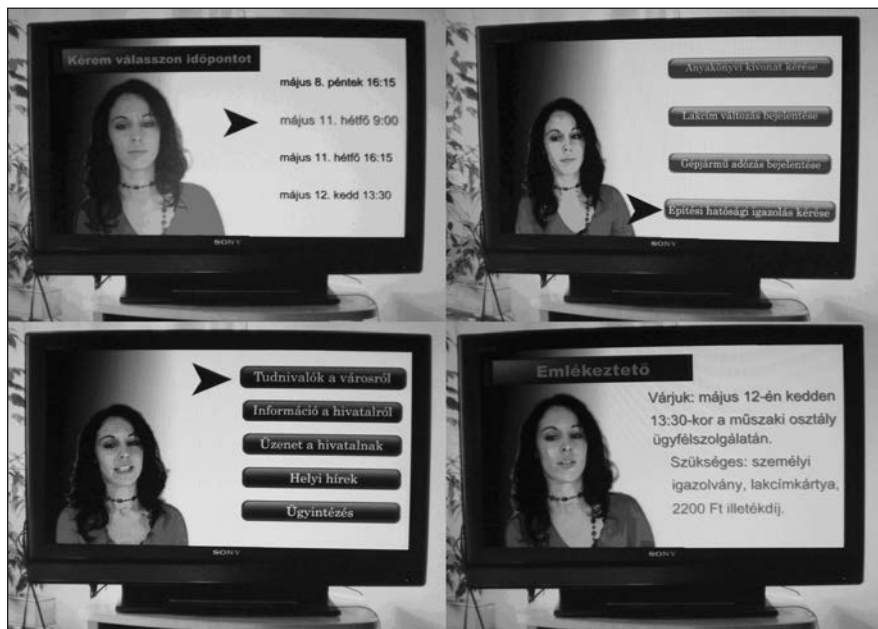 Kérem válasszon időpontot
május 8. péntek 16:15
május 11. hétfő 9:00
május 11. hétfő 16:15
május 12. kedd 13:30
SONY
Anyakönyvi kivonat kérése
Lakcím változás bejelentése
Gépjármű adózás bejelentése
Építési hatósági igazolás kérése
SONY
Tudnivalók a városról
Információ a hivatalról
Üzenet a hivatalnak
Helyi hírek
Ügyintézés
SONY
Emlékeztető
Várjuk: május 12-én kedden
13:30-kor a műszaki osztály
ügyfélszolgálatán.
Szükséges: személyi
igazolvány, lakcímkártya,
2200 Ft illetékdíj.
SONY